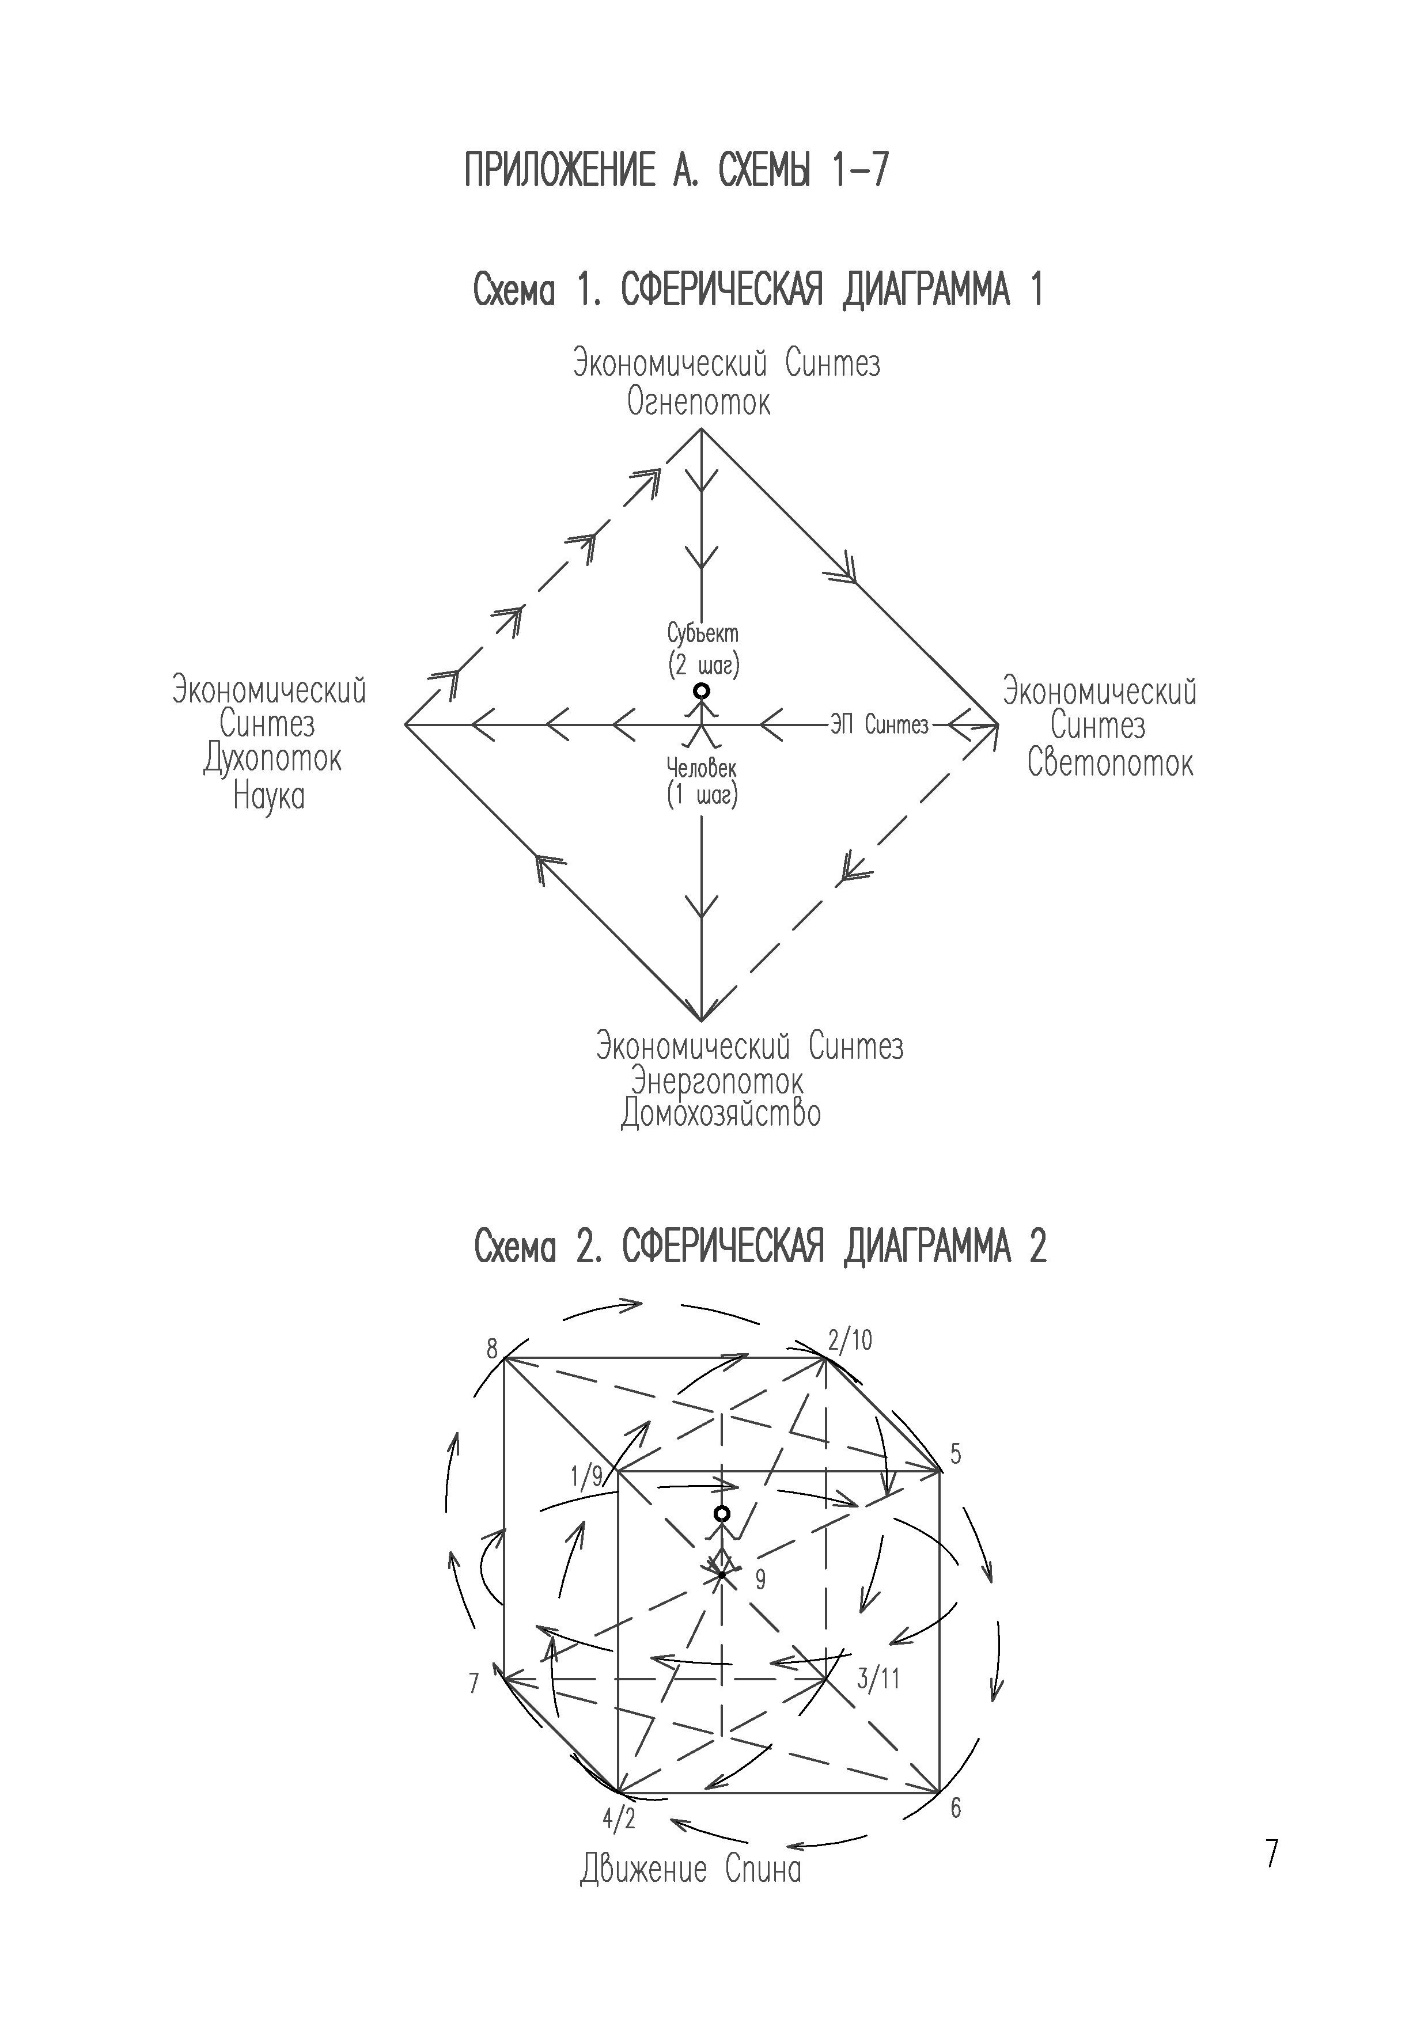 ПРИЛОЖЕНИЕ А. СХЕМЫ 1–7
Схема 1. СФЕРИЧЕСКАЯ ДИАГРАММА 1
Экономический Синтез
Огнепоток
Субъект
(2 шаг)
Экономический
Синтез
Духопоток
Наука
ЭП Синтез
Экономический
Синтез
Светопоток
Человек
(1 шаг)
Экономический Синтез
Энергопоток
Домохозяйство
Схема 2. СФЕРИЧЕСКАЯ ДИАГРАММА 2
8
2/10
5
1/9
9
7
3/11
4/2
6
Движение Спина
7